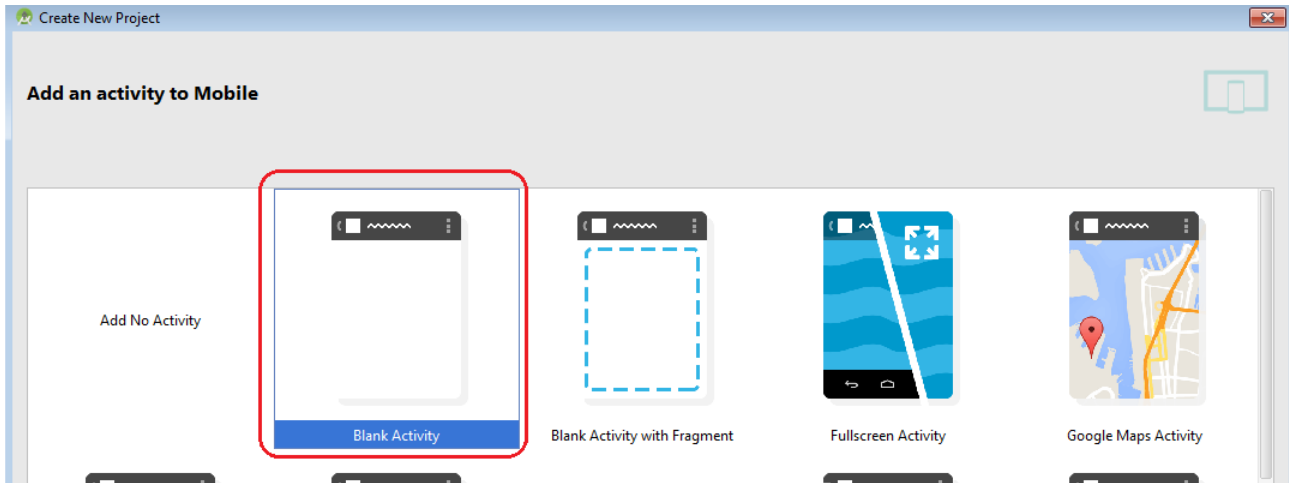 Create New Project
Add an activity to Mobile
Add No Activity
Blank Activity
Blank Activity with Fragment
Fullscreen Activity
Google Maps Activity